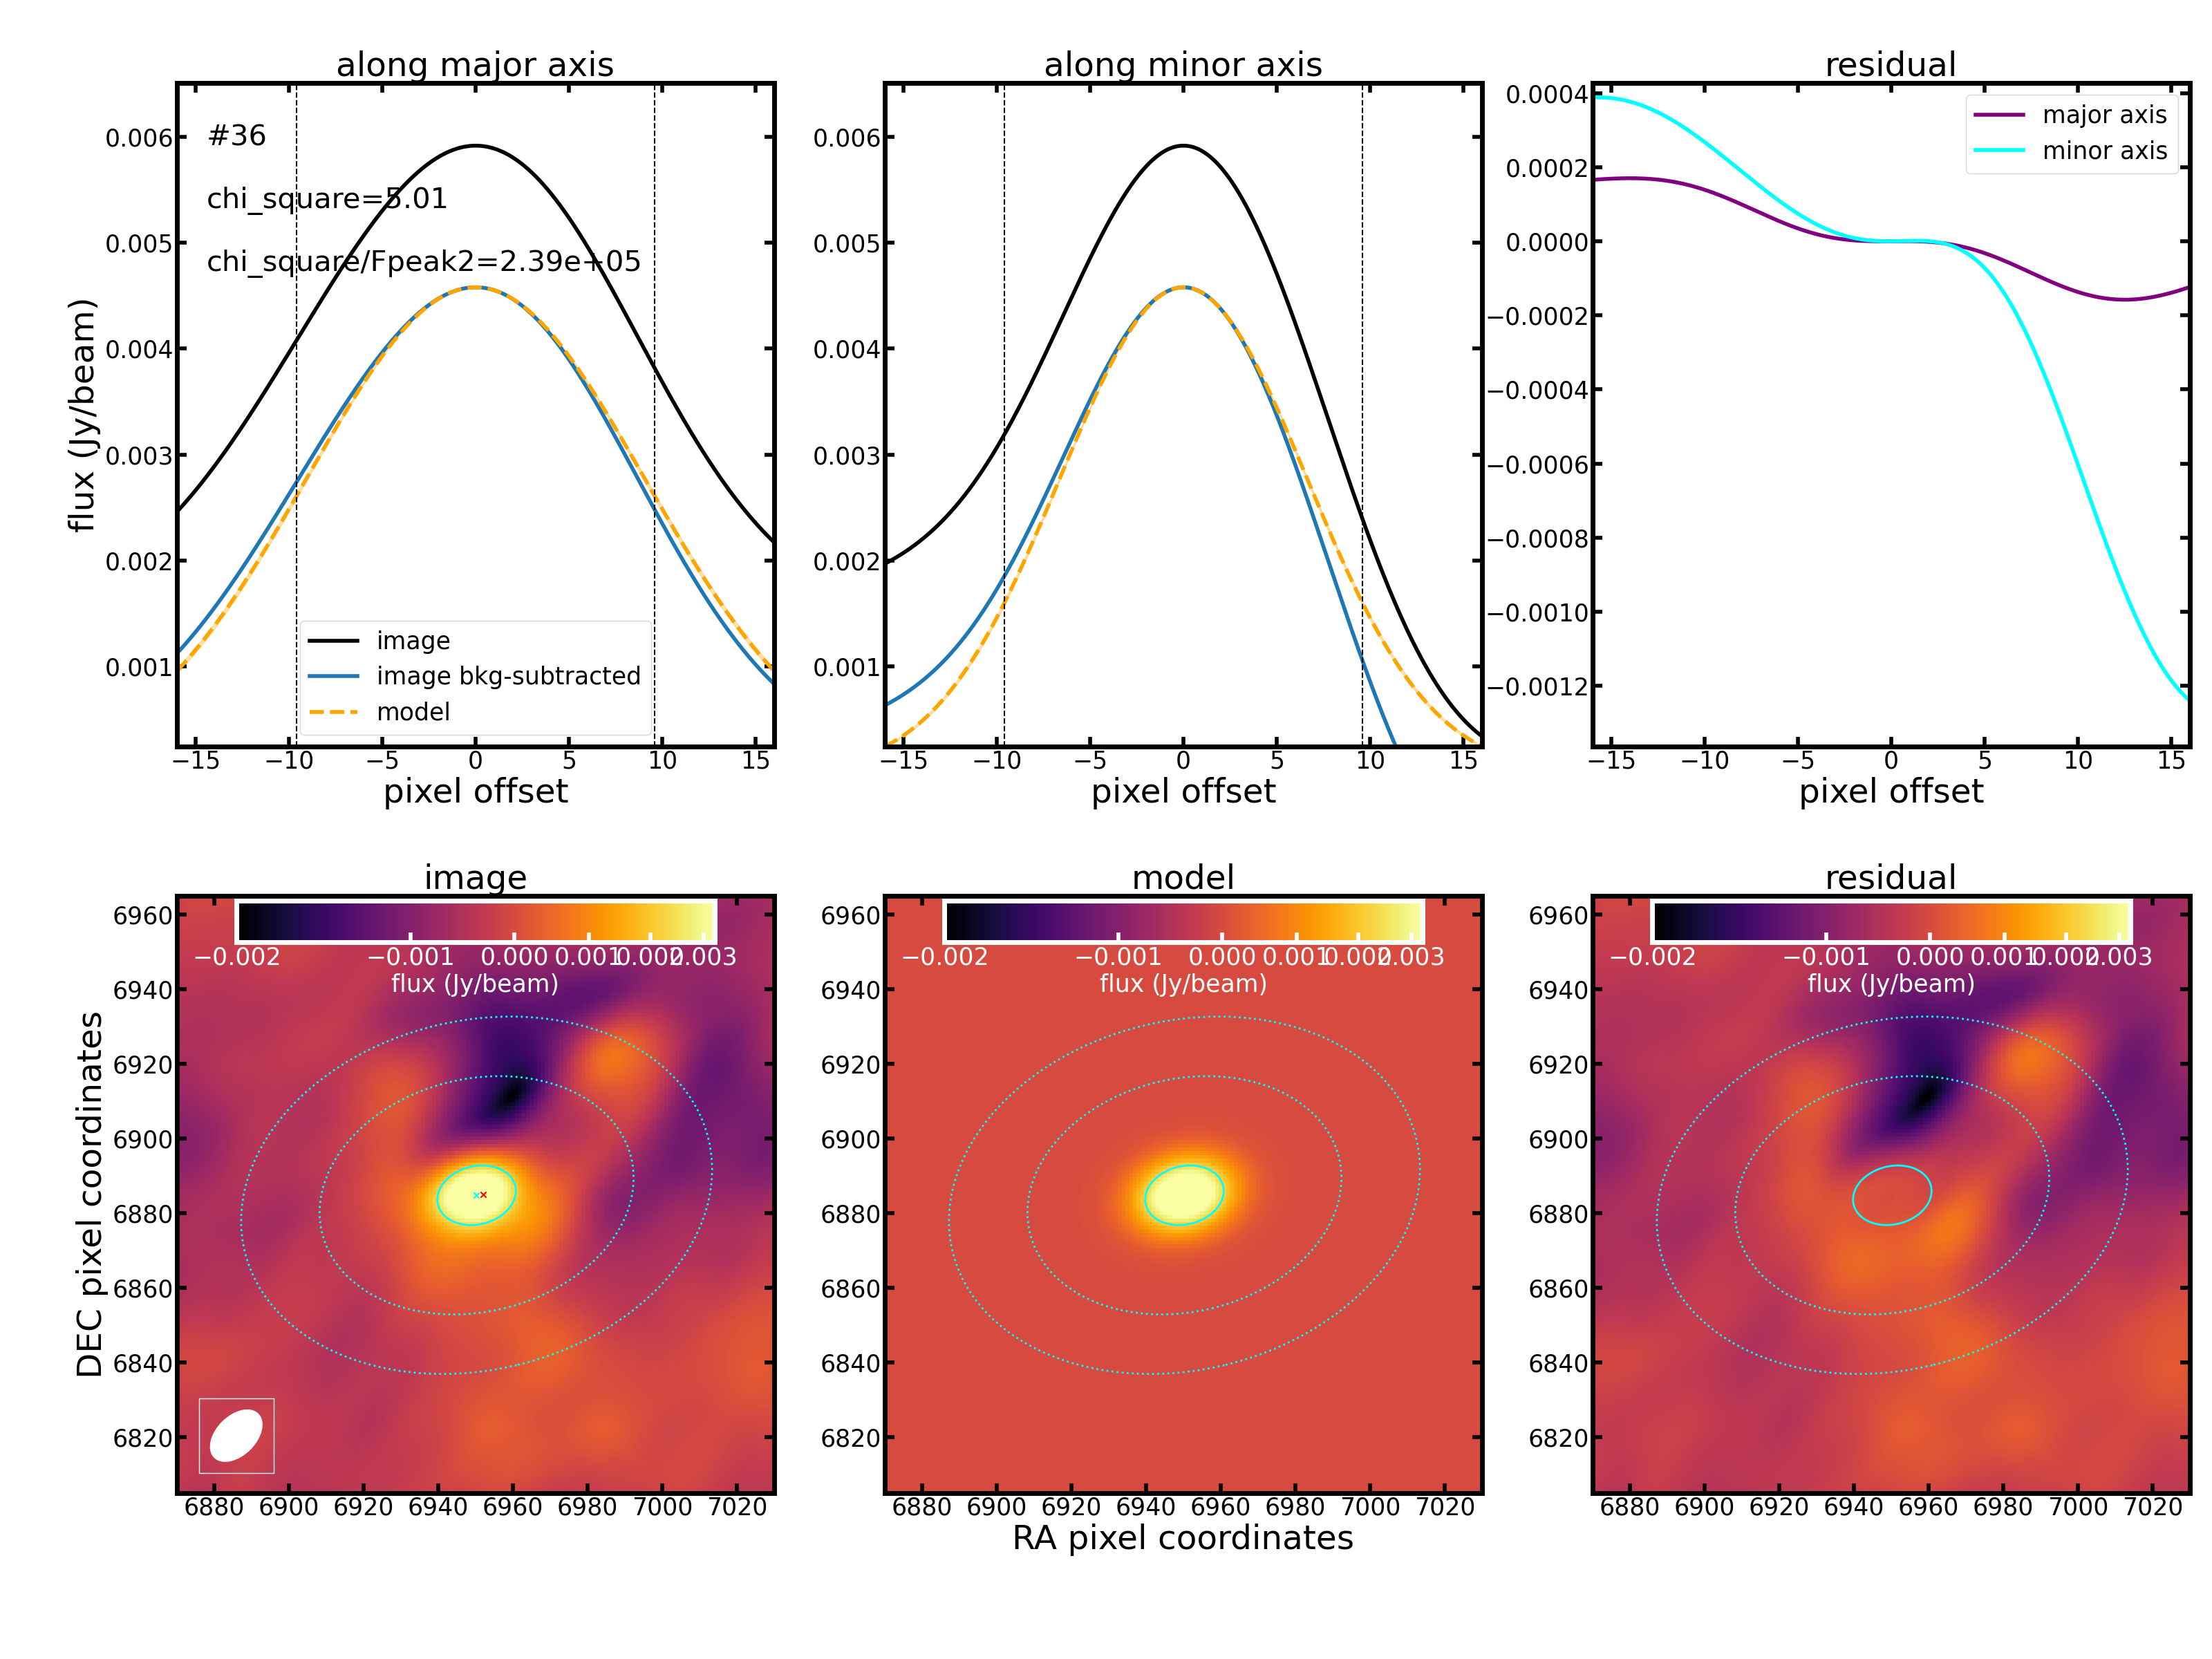 along major axis
along minor axis
residual
#36
chi_square=5.01
chi_square/Fpeak2=2.39e+05
flux (Jy/beam)
0.006
0.005
0.004
0.003
0.002
0.001
image
image bkg-subtracted
model
−15 −10 −5 0 5 10 15
pixel offset
0.006
0.005
0.004
0.003
0.002
0.001
−15 −10 −5 0 5 10 15
pixel offset
0.0004
0.0002
0.0000
−0.0002
−0.0004
−0.0006
−0.0008
−0.0010
−0.0012
major axis
minor axis
−15 −10 −5 0 5 10 15
pixel offset
image
model
residual
DEC pixel coordinates
6960
6940
6920
6900
6880
6860
6840
6820
−0.002 −0.001 0.000 0.001 0.002 0.003
flux (Jy/beam)
6880 6900 6920 6940 6960 6980 7000 7020
6960
6940
6920
6900
6880
6860
6840
6820
−0.002 −0.001 0.000 0.001 0.002 0.003
flux (Jy/beam)
6880 6900 6920 6940 6960 6980 7000 7020
RA pixel coordinates
6960
6940
6920
6900
6880
6860
6840
6820
−0.002 −0.001 0.000 0.001 0.002 0.003
flux (Jy/beam)
6880 6900 6920 6940 6960 6980 7000 7020